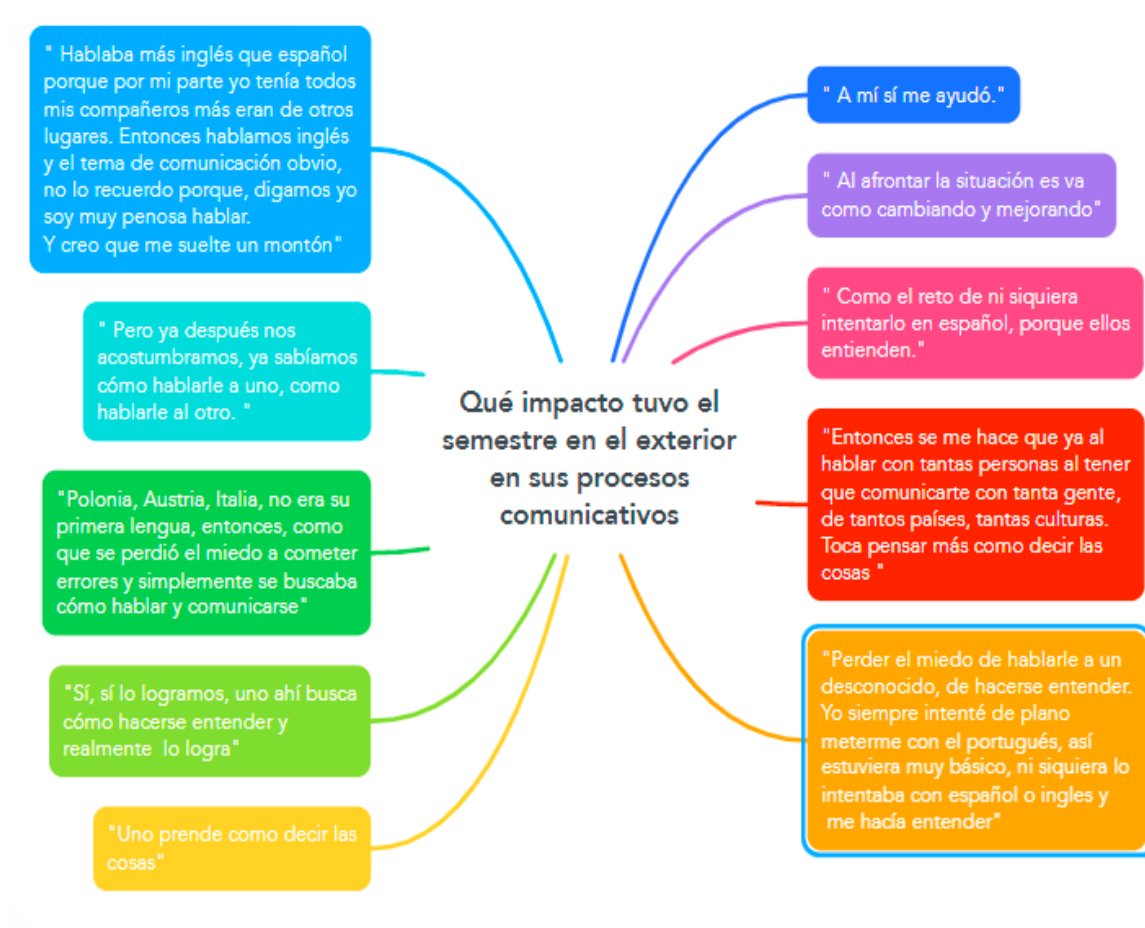 " Hablaba más inglés que español
porque por mi parte yo tenía todos
mis compañeros más eran de otros
lugares. Entonces hablamos inglés
y el tema de comunicación obvio,
no lo recuerdo porque, digamos yo
soy muy penosa hablar.
Y creo que me suelte un montón"
" Pero ya después nos
acostumbramos, ya sabíamos
cómo hablarle a uno, como
hablarle al otro. "
"Polonia, Austria, Italia, no era su
primera lengua, entonces, como
que se perdió el miedo a cometer
errores y simplemente se buscaba
cómo hablar y comunicarse"
"Sí, sí lo logramos, uno ahí busca
cómo hacerse entender y
realmente lo logra"
"Uno prende como decir las
cosas"
Qué impacto tuvo el
semestre en el exterior
en sus procesos
comunicativos
" A mí sí me ayudó."
" Al afrontar la situación es va
como cambiando y mejorando"
" Como el reto de ni siquiera
intentarlo en español, porque ellos
entienden."
"Entonces se me hace que ya al
hablar con tantas personas al tener
que comunicarte con tanta gente,
de tantos países, tantas culturas.
Toca pensar más como decir las
cosas "
"Perder el miedo de hablarle a un
desconocido, de hacerse entender.
Yo siempre intenté de plano
meterme con el portugués, así
estuviera muy básico, ni siquiera lo
intentaba con español o ingles y
me hacía entender"